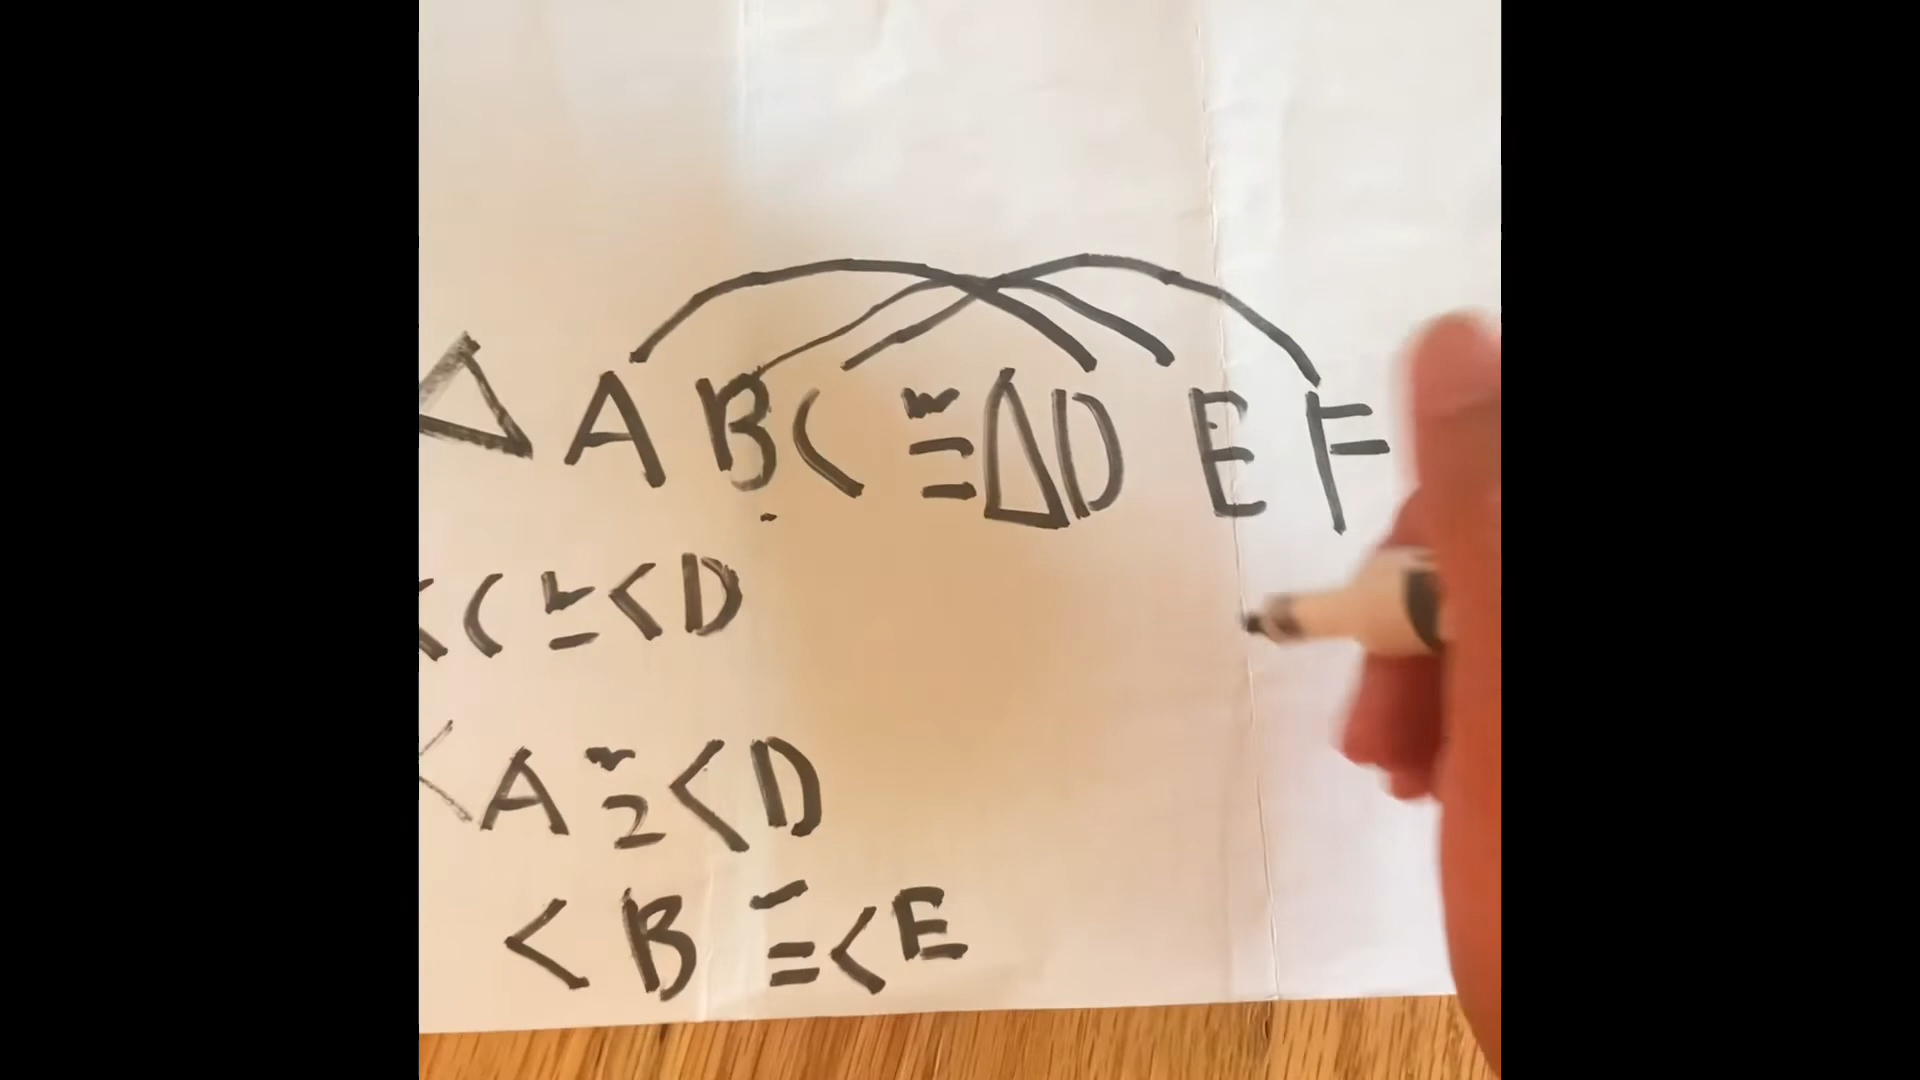 △ABC ≅ △DEF
<C ≅ <D
<A ≅ <D
<B ≅ <E